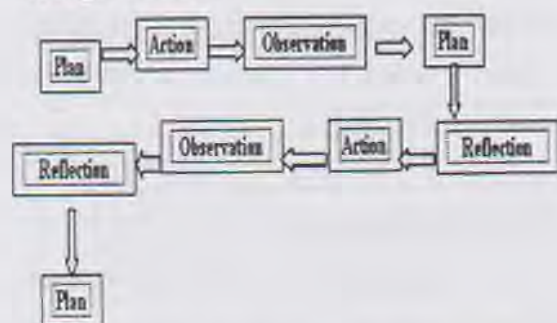 Plan
Action
Observation
Plan
Reflection
Action
Observation
Reflection
Plan